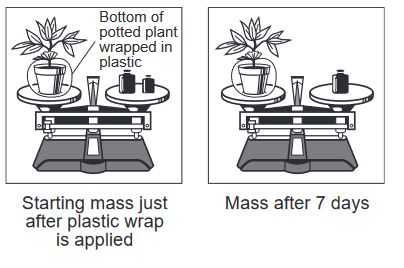 Bottom of
potted plant
wrapped in
plastic
Starting mass just
after plastic wrap
is applied
Mass after 7 days